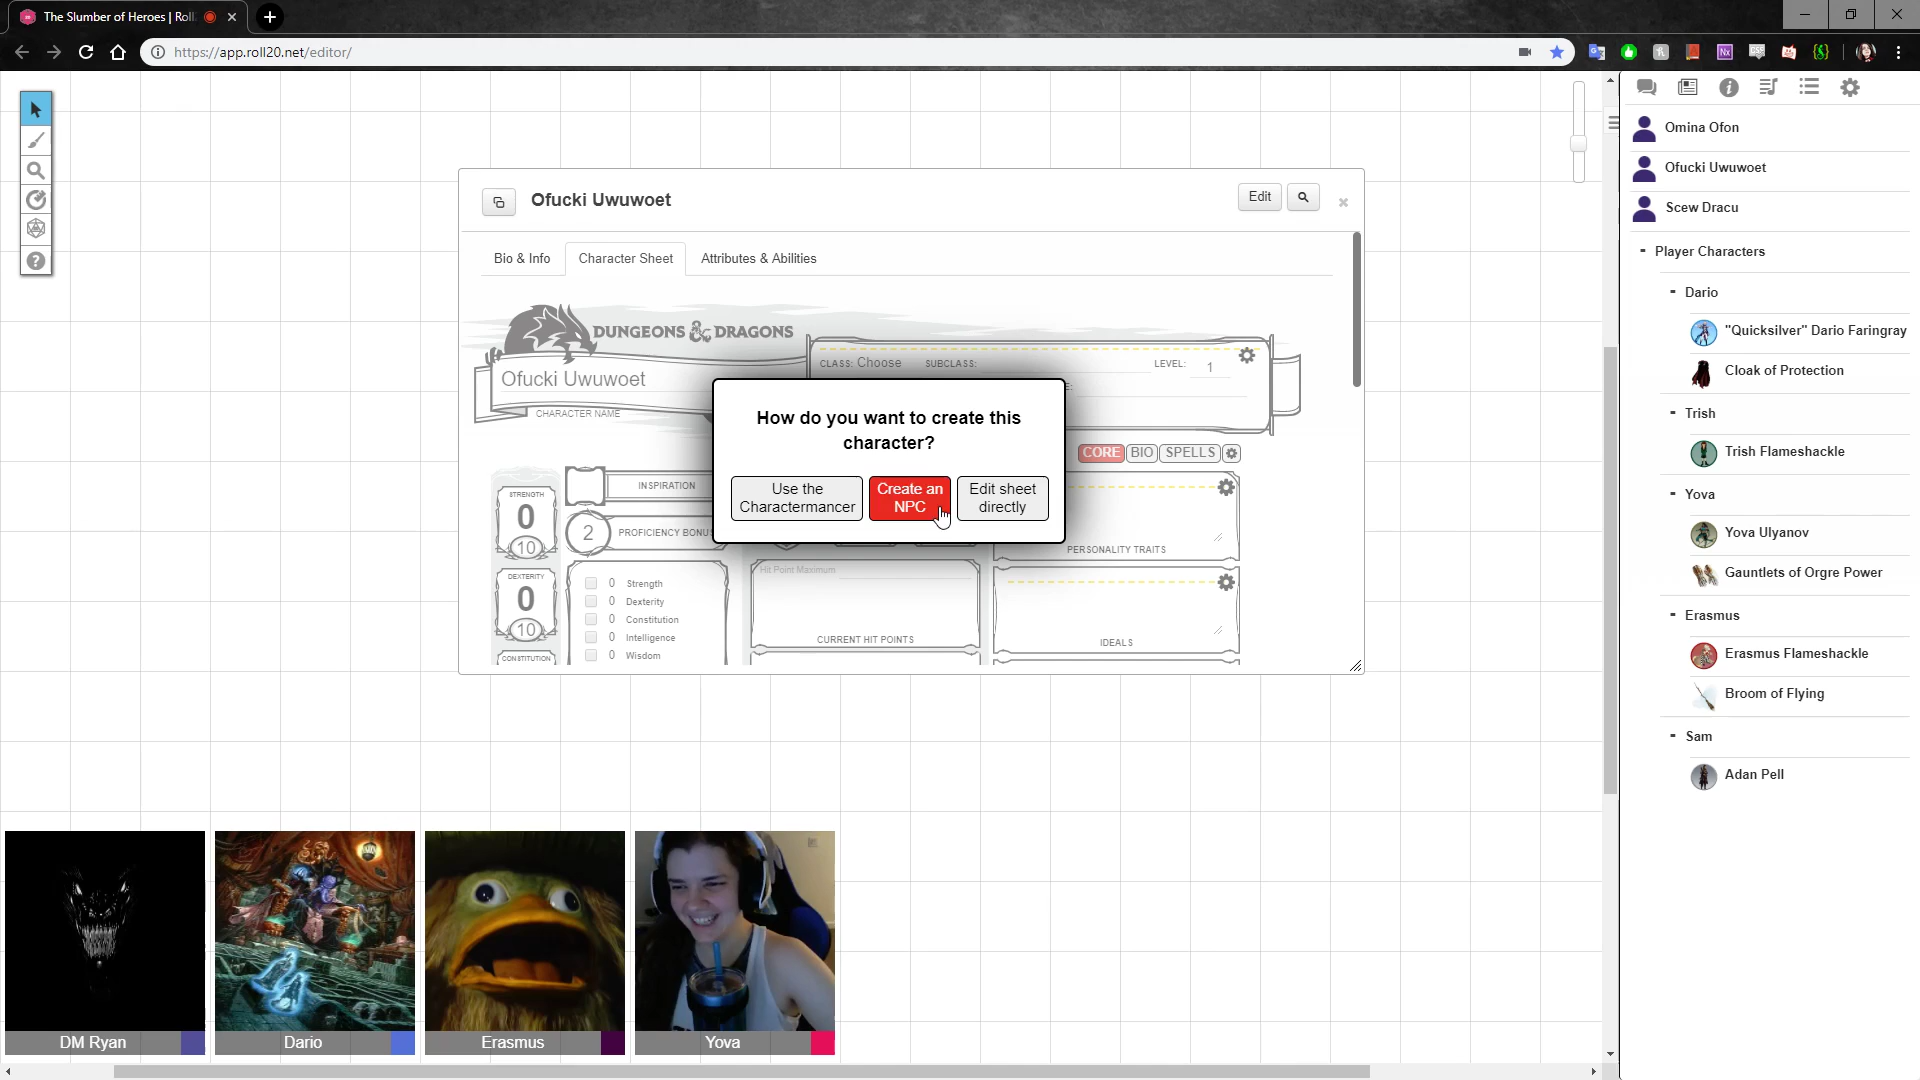 The Slumber of Heroes | Roll
https://app.roll20.net/editor/
Omina Ofon
Ofucki Uwuwoet
Scew Dracu
Player Characters
Dario
"Quicksilver" Dario Faringray
Cloak of Protection
Trish
Trish Flameshackle
Yova
Yova Ulyanov
Gauntlets of Orgre Power
Erasmus
Erasmus Flameshackle
Broom of Flying
Sam
Adan Pell
Ofucki Uwuwoet
Edit
Bio & Info
Character Sheet
Attributes & Abilities
DUNGEONS & DRAGONS
Ofucki Uwuwoet
CHARACTER NAME
CLASS: Choose
SUBCLASS:
LEVEL: 1
How do you want to create this
character?
Use the
Charactermancer
Create an
NPC
Edit sheet
directly
CORE
BIO
SPELLS
STRENGTH
0
10
INSPIRATION
2
PROFICIENCY BONUS
DEXTERITY
0
10
CONSTITUTION
0 Strength
0 Dexterity
0 Constitution
0 Intelligence
0 Wisdom
Hit Point Maximum
CURRENT HIT POINTS
PERSONALITY TRAITS
IDEALS
DM Ryan
Dario
Erasmus
Yova